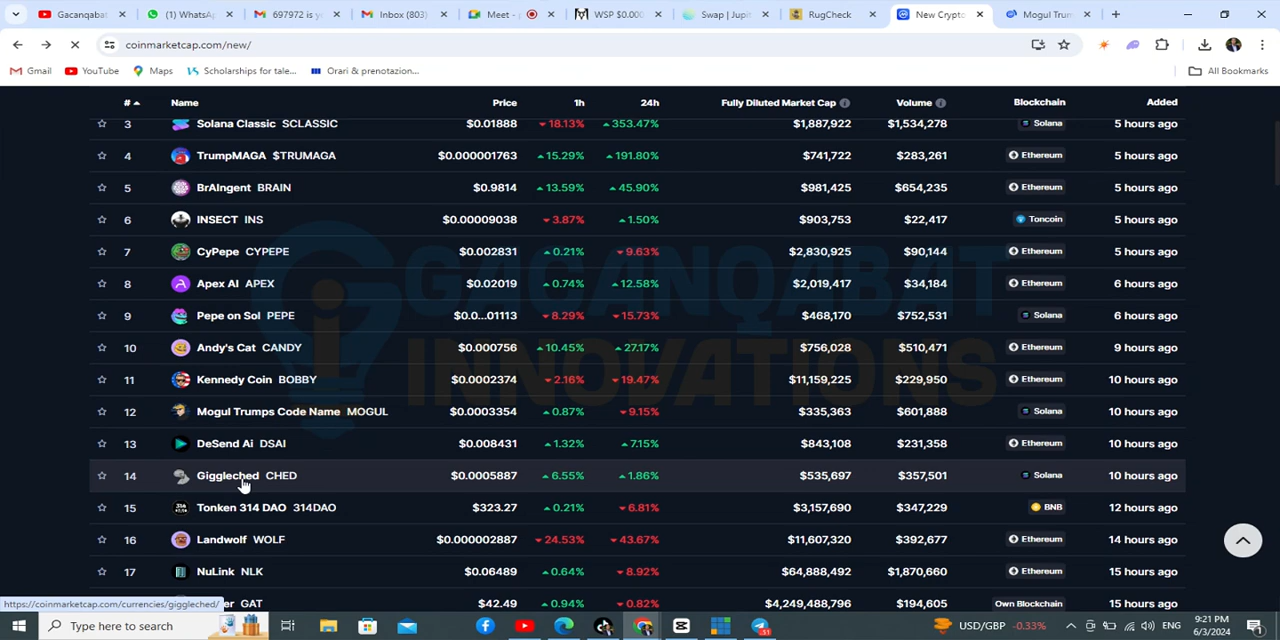 Gacanqabat
(1) WhatsA
697972 is y
Inbox (803)
Meet -
WSP $0.000
Swap | Jupit
RugCheck
New Crypto
Mogul Trum
coinmarketcap.com/new/
Gmail YouTube Maps Scholarships for tale... Orari & prenotazion... All Bookmarks
# Name Price 1h 24h Fully Diluted Market Cap Volume Blockchain Added
3 Solana Classic SCLASSIC $0.01888 18.13% 353.47% $1,887,922 $1,534,278 Solana 5 hours ago
4 TrumpMAGA $TRUMAGA $0.000001763 15.29% 191.80% $741,722 $283,261 Ethereum 5 hours ago
5 BrAIngent BRAIN $0.9814 13.59% 45.90% $981,425 $654,235 Ethereum 5 hours ago
6 INSECT INS $0.00009038 3.87% 1.50% $903,753 $22,417 Toncoin 5 hours ago
7 CyPepe CYPEPE $0.002831 0.21% 9.63% $2,830,925 $90,144 Ethereum 5 hours ago
8 Apex AI APEX $0.02019 0.74% 12.58% $2,019,417 $34,184 Ethereum 6 hours ago
9 Pepe on Sol PEPE $0.0...01113 8.29% 15.73% $468,170 $752,531 Solana 6 hours ago
10 Andy's Cat CANDY $0.000756 10.45% 27.17% $756,028 $510,471 Ethereum 9 hours ago
11 Kennedy Coin BOBBY $0.0002374 2.16% 19.47% $11,159,225 $229,950 Ethereum 10 hours ago
12 Mogul Trumps Code Name MOGUL $0.0003354 0.87% 9.15% $335,363 $601,888 Solana 10 hours ago
13 DeSend Ai DSAI $0.008431 1.32% 7.15% $843,108 $231,358 Ethereum 10 hours ago
14 Giggleched CHED $0.0005887 6.55% 1.86% $535,697 $357,501 Solana 10 hours ago
15 Tonken 314 DAO 314DAO $323.27 0.21% 6.81% $3,157,690 $347,229 BNB 12 hours ago
16 Landwolf WOLF $0.000002887 24.53% 43.67% $11,607,320 $392,677 Ethereum 14 hours ago
17 NuLink NLK $0.06489 0.64% 8.92% $64,888,492 $1,870,660 Ethereum 15 hours ago
GAT $42.49 0.94% 0.82% $4,249,488,796 $194,605 Own Blockchain 15 hours ago
GACANQABAT
INNOVATIONS
https://coinmarketcap.com/currencies/giggleched/
Type here to search
USD/GBP -0.33%
ENG
9:21 PM
6/3/2024